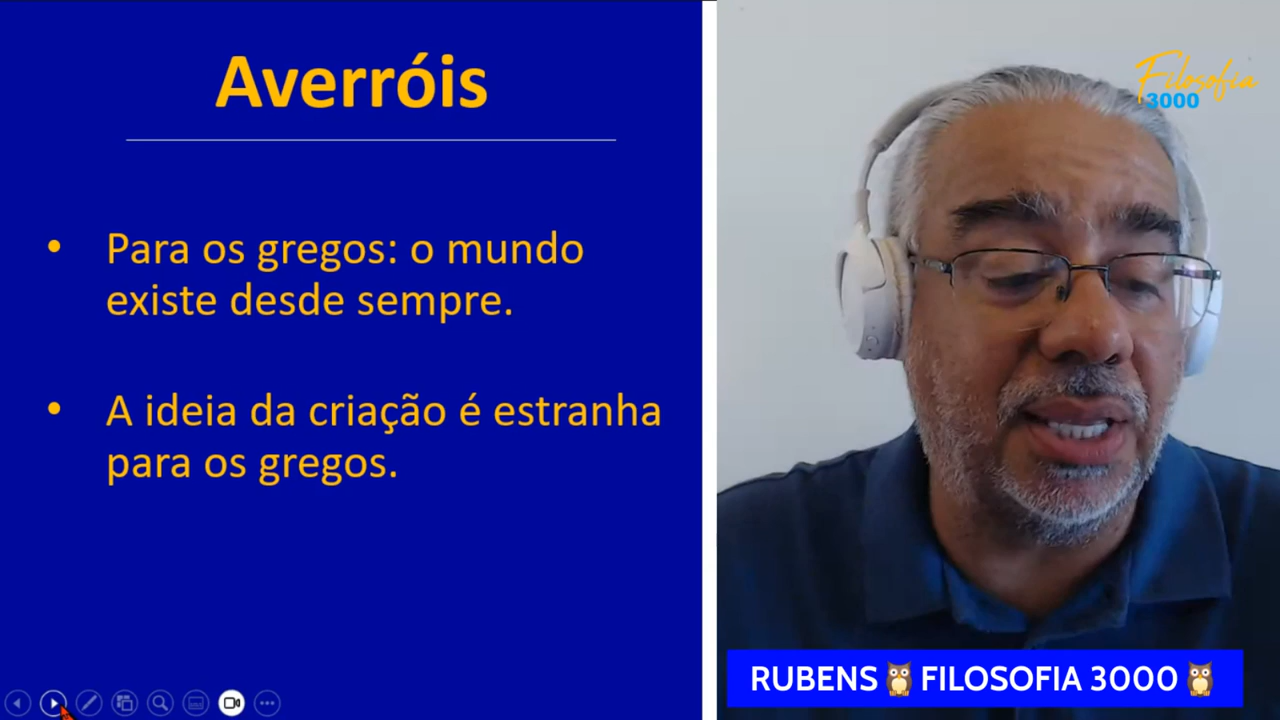 Averróis
• Para os gregos: o mundo
existe desde sempre.
• A ideia da criação é estranha
para os gregos.
Filosofia
3000
RUBENS🦉FILOSOFIA 3000🦉